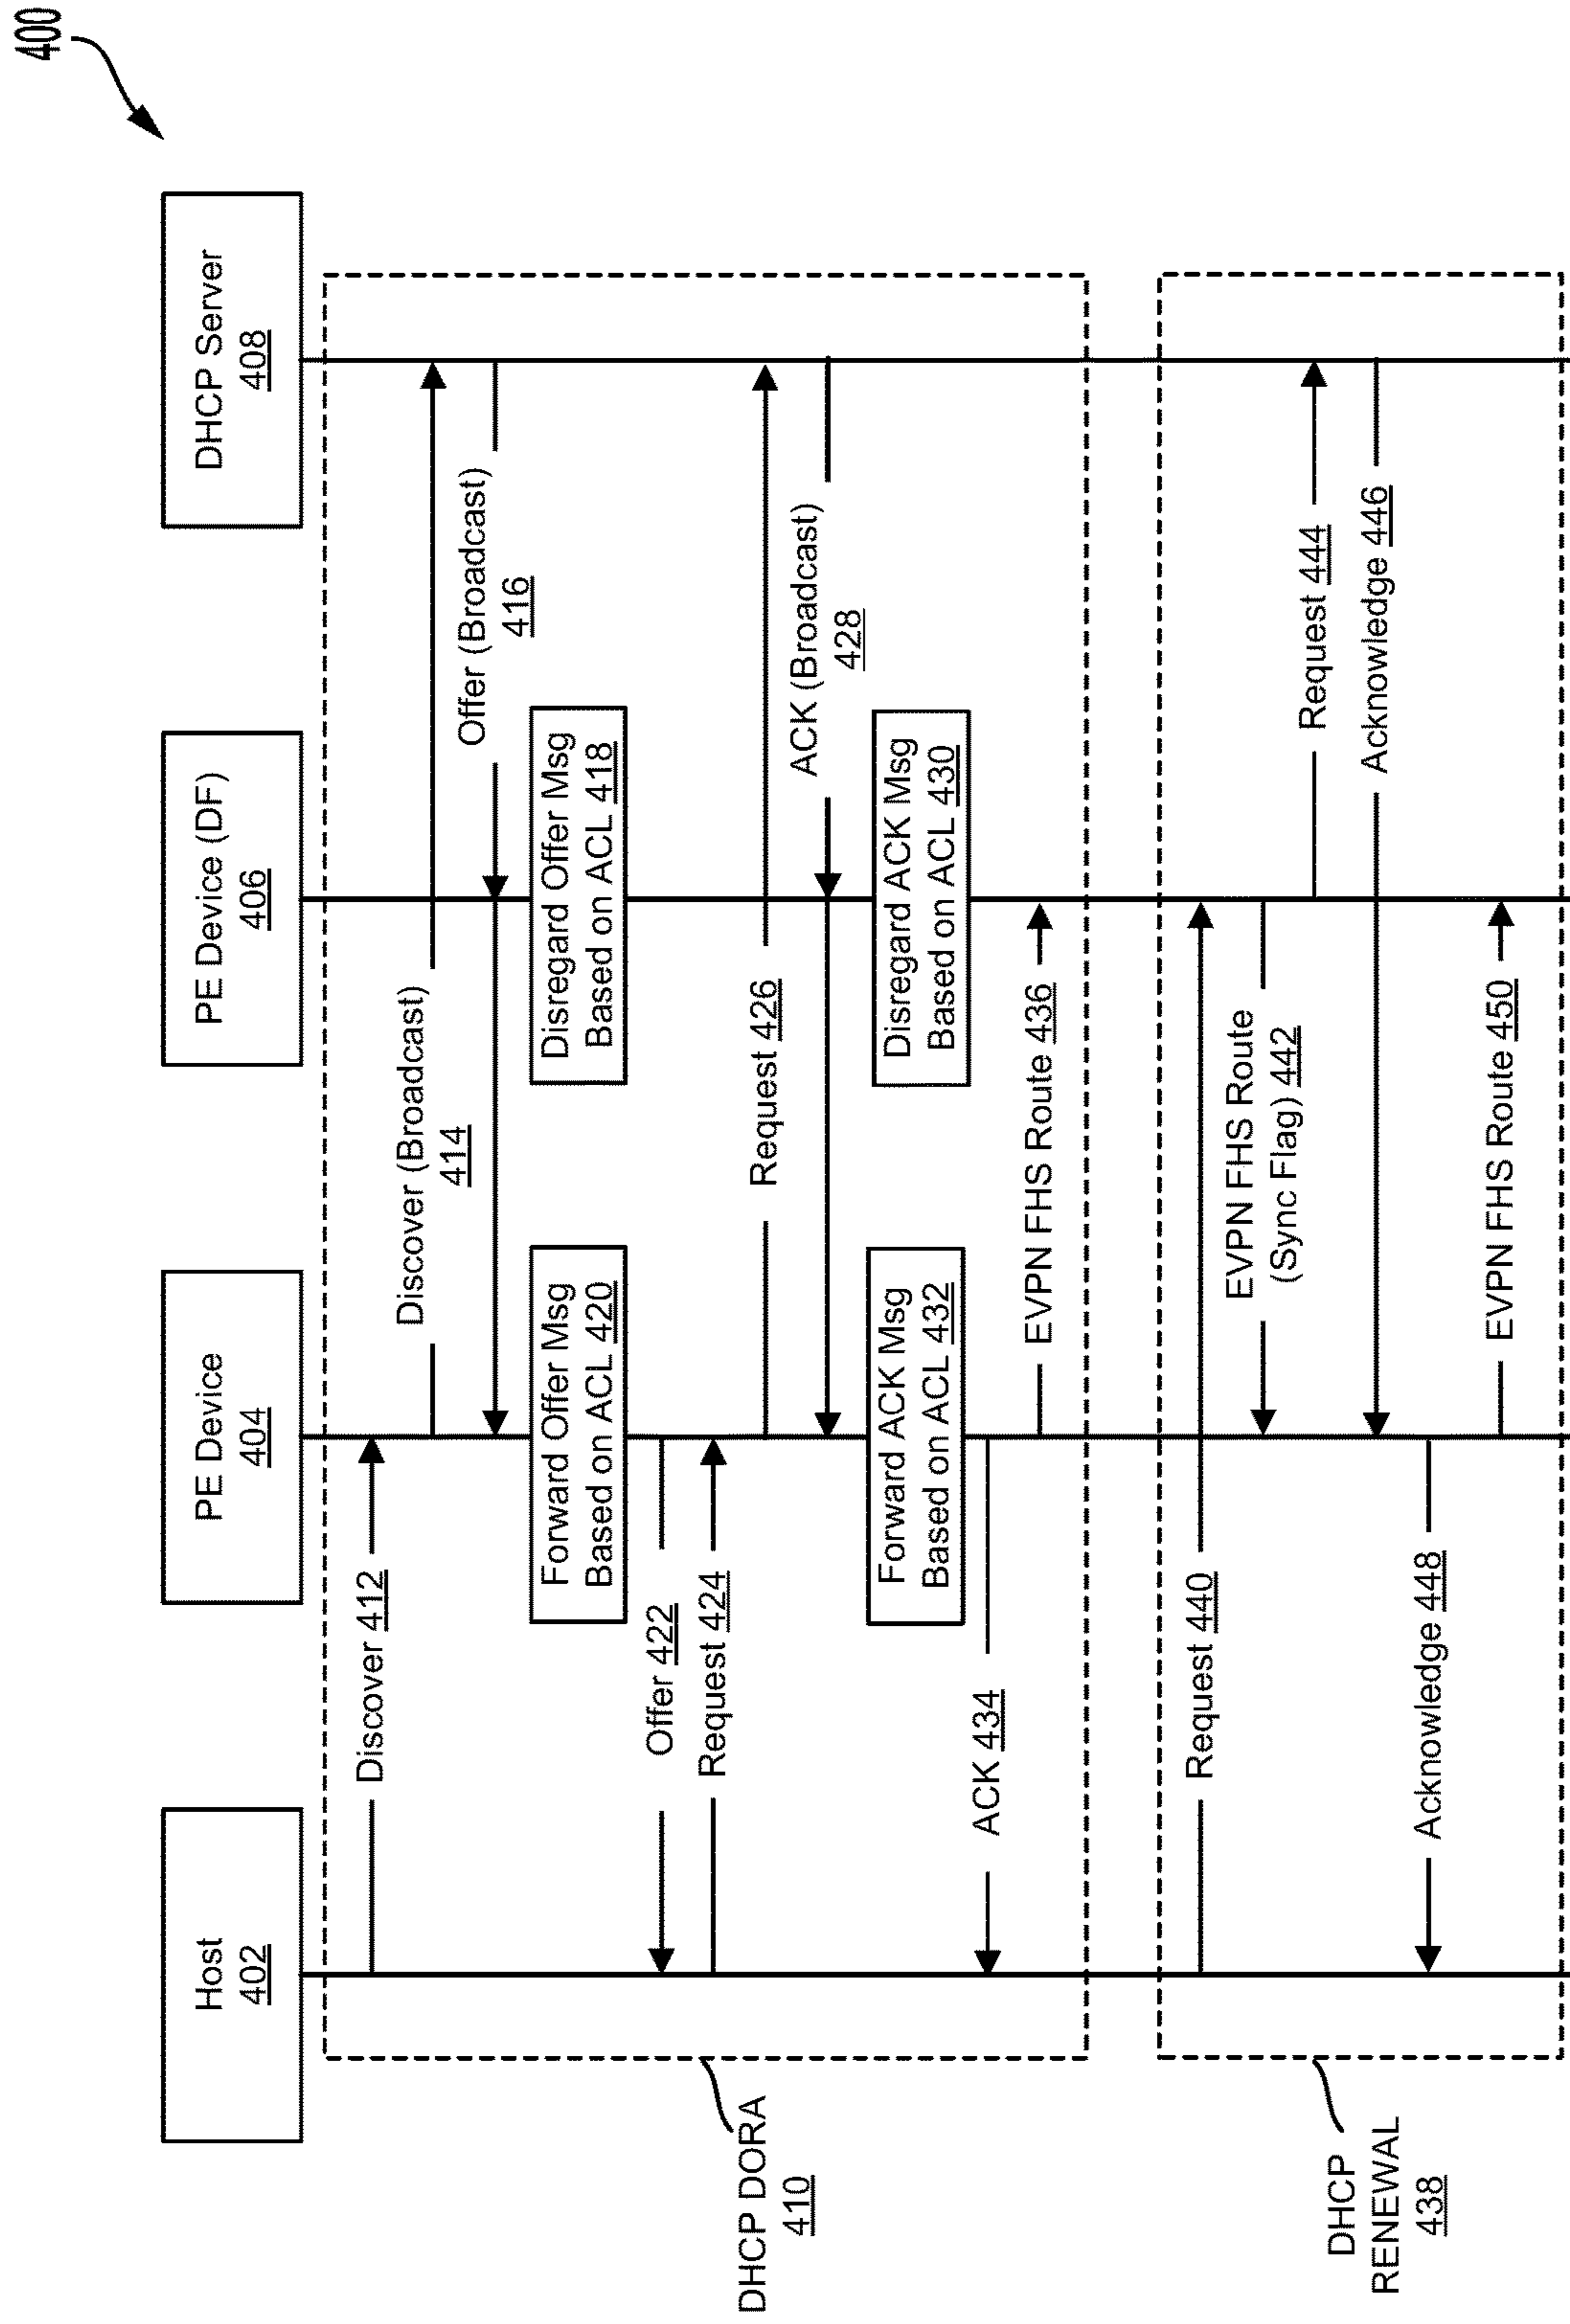 400
Host
402
PE Device
404
PE Device (DF)
406
DHCP Server
408
DHCP DORA
410
Discover 412
Discover (Broadcast)
414
Offer (Broadcast)
416
Disregard Offer Msg
Based on ACL 418
Forward Offer Msg
Based on ACL 420
Offer 422
Request 424
Request 426
ACK (Broadcast)
428
Disregard ACK Msg
Based on ACL 430
Forward ACK Msg
Based on ACL 432
ACK 434
EVPN FHS Route 436
DHCP
RENEWAL
438
Request 440
EVPN FHS Route
(Sync Flag) 442
Request 444
Acknowledge 446
Acknowledge 448
EVPN FHS Route 450